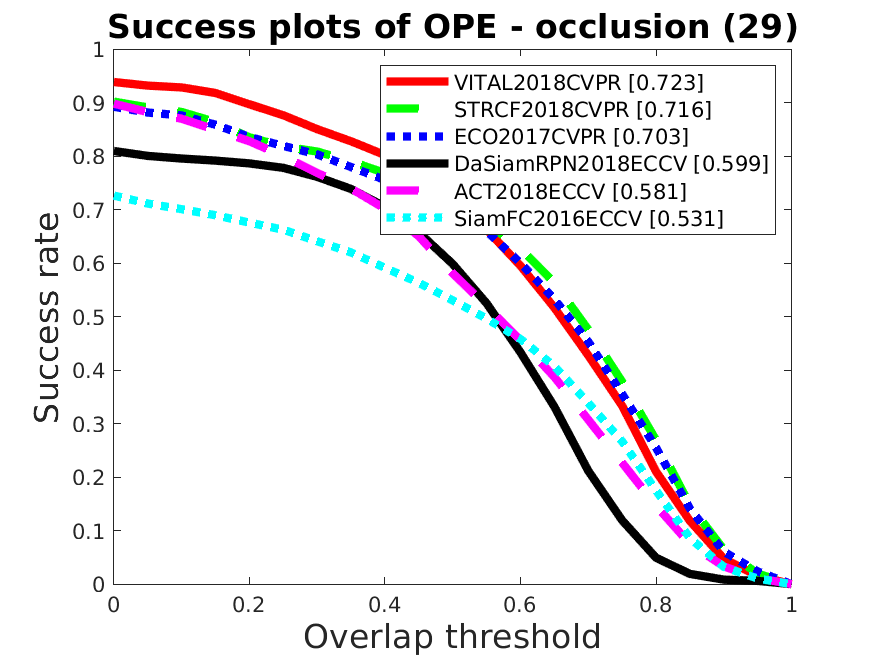 Success plots of OPE - occlusion (29)
1
0.9
0.8
0.7
0.6
0.5
0.4
0.3
0.2
0.1
0
Success rate
VITAL2018CVPR [0.723]
STRCF2018CVPR [0.716]
ECO2017CVPR [0.703]
DaSiamRPN2018ECCV [0.599]
ACT2018ECCV [0.581]
SiamFC2016ECCV [0.531]
0 0.2 0.4 0.6 0.8 1
Overlap threshold